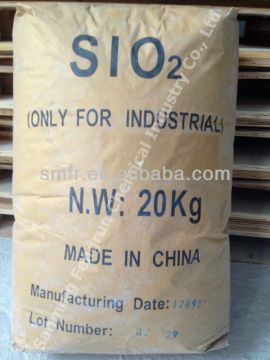 SIO2
(ONLY FOR INDUSTRIAL)
smfr.en.alibaba.com
N.W: 20Kg
MADE IN CHINA
Manufacturing Date:
Lot Number: